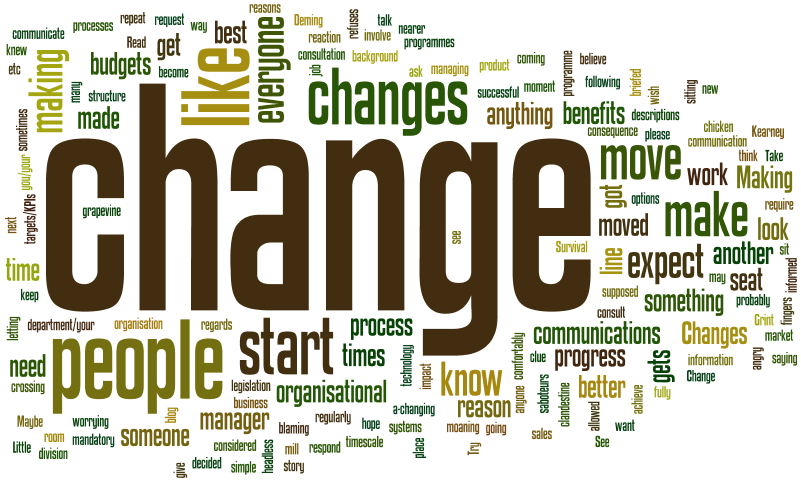 communicate
processes
repeat
request
way
reasons
Deming
refuses
talk
nearer
knew
Read
get
best
everyone
reaction
involve
programmes
etc
making
budgets
become
like
consultation
background
job
ask
managing
product
coming
programme
believe
many
structure
made
changes
successful
moment
following
briefed
wish
sitting
new
anything
benefits
descriptions
sometimes
change
consequence
please
chicken
communication
Kearney
you/your
move
work
think
Take
Making
targets/KPIs
next
grapevine
got
options
make
require
look
see
moved
Survival
time
keep
line
expect
another
sit
may
seat
informed
supposed
something
probably
fingers
letting
department/your
organisation
regards
start
process
consult
Grint
communications
Changes
market
need
crossing
people
times
technology
impact
know
comfortably
clue
progress
gets
information
Change
angry
saying
legislation
business
organisational
reason
anyone
saboteurs
clandestine
allowed
better
achieve
fully
Maybe
worrying
blog
manager
blaming
regularly
hope
a-changing
systems
moaning
going
want
Little
room
division
mandatory
someone
considered
headless
mill
respond
timescale
place
Try
sales
See
give
decided
simple
story